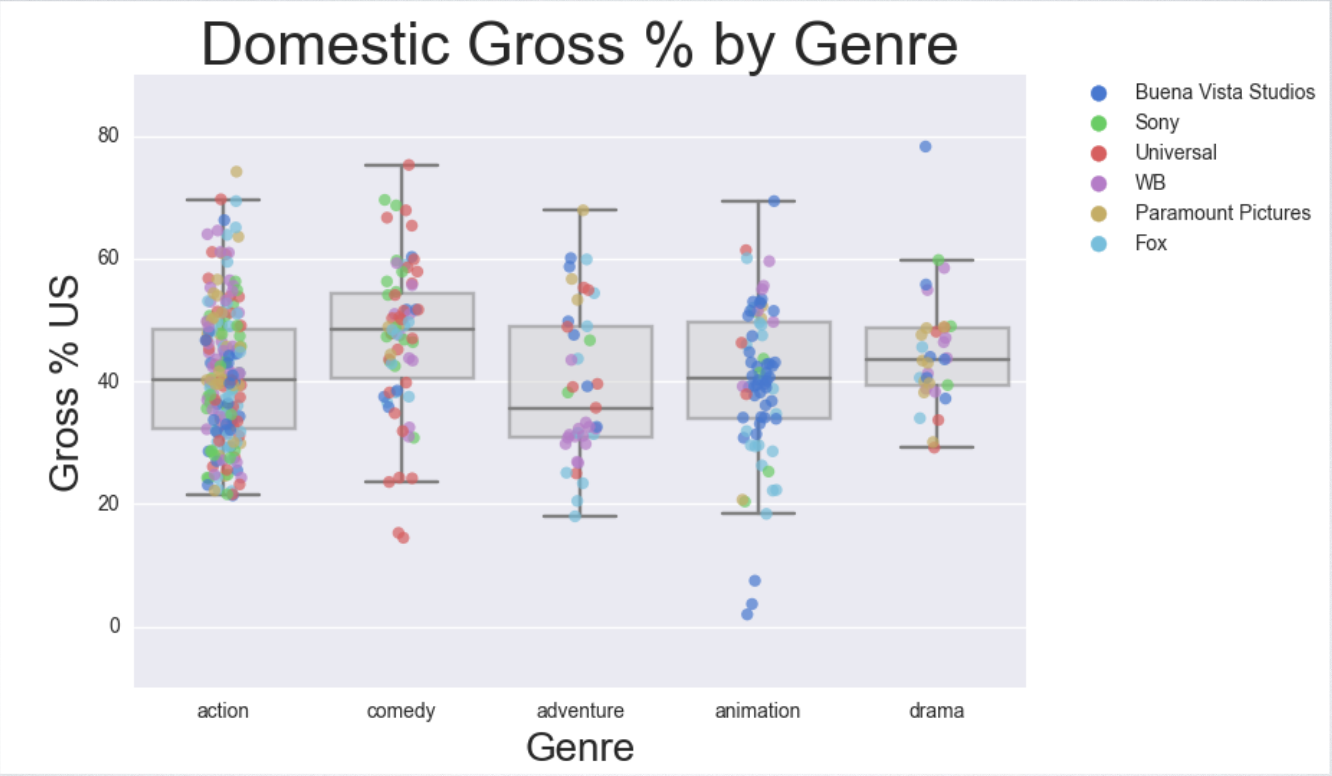 Domestic Gross % by Genre
Buena Vista Studios
Sony
Universal
WB
Paramount Pictures
Fox
Gross % US
80
60
40
20
0
action comedy adventure animation drama
Genre